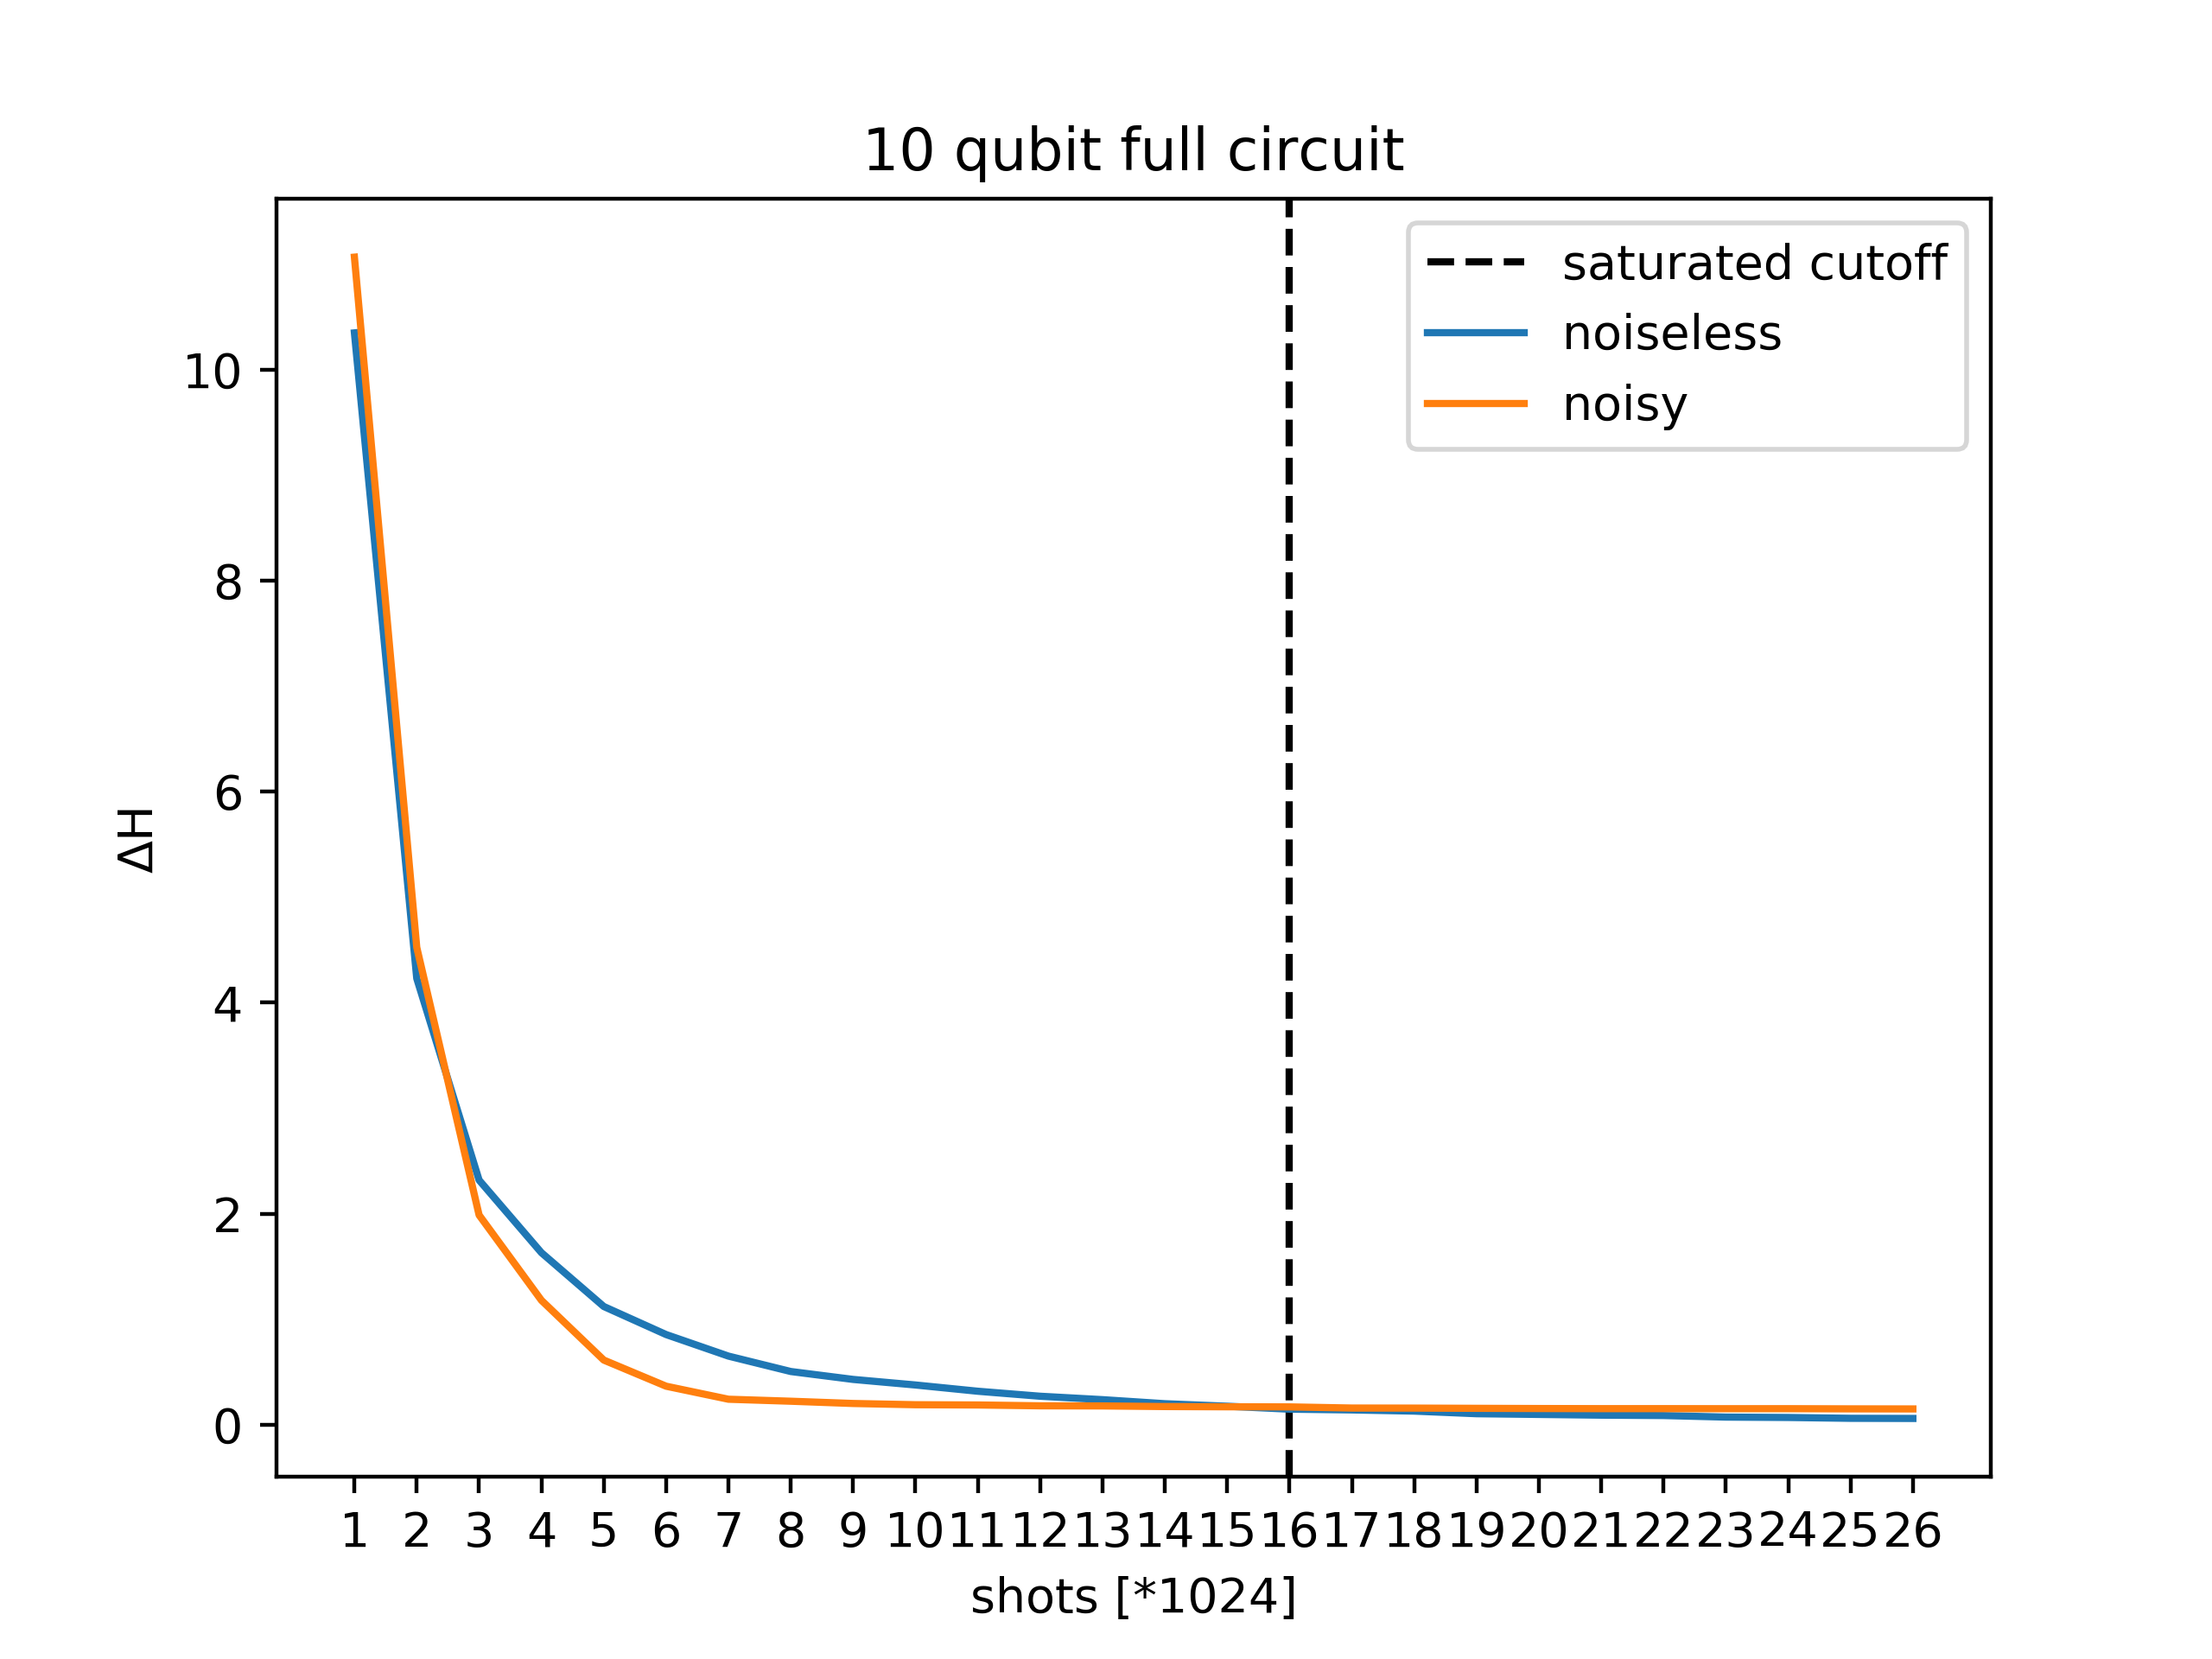 10 qubit full circuit
saturated cutoff
noiseless
noisy
10
8
6
4
2
0
ΔH
1 2 3 4 5 6 7 8 9 10 11 12 13 14 15 16 17 18 19 20 21 22 23 24 25 26
shots [*1024]